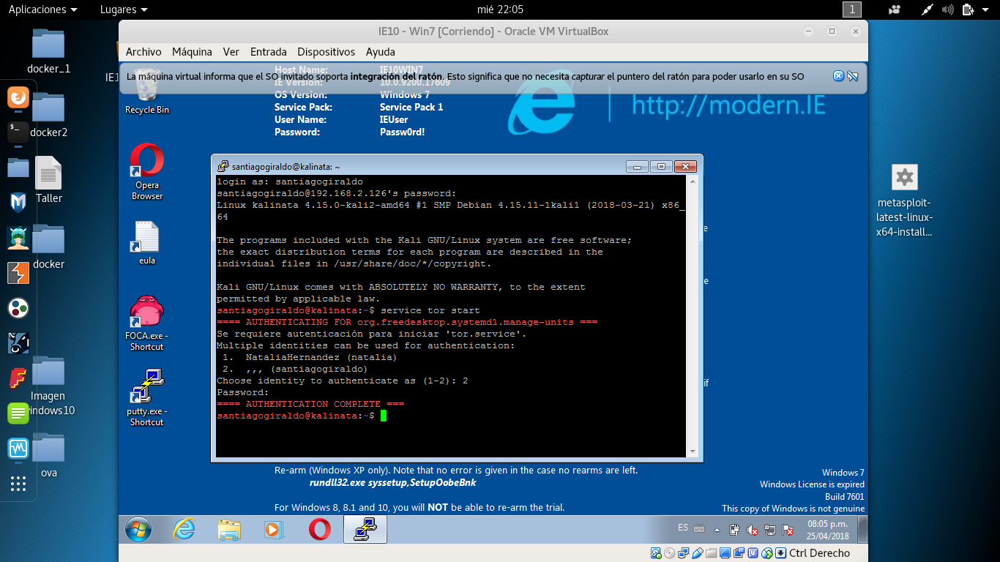 Aplicaciones Lugares mié 22:05 1
docker_1
docker2
Taller
docker
Imagen
indows10
ova
metasploit-
latest-linux-
x64-install...
IE10 - Win7 [Corriendo] - Oracle VM VirtualBox
Archivo Máquina Ver Entrada Dispositivos Ayuda
La máquina virtual informa que el SO invitado soporta integración del ratón. Esto significa que no necesita capturar el puntero del ratón para poder usarlo en su SO
Host Name: IE10WIN7
IE Version: 10.0.9200.17609
OS Version: Windows 7
Service Pack: Service Pack 1
User Name: IEUser
Password: Passw0rd!
http://modern.IE
Recycle Bin
Opera
Browser
eula
FOCA.exe -
Shortcut
putty.exe -
Shortcut
santiagogiraldo@kalinata: ~
login as: santiagogiraldo
santiagogiraldo@192.168.2.126's password:
Linux kalinata 4.15.0-kali2-amd64 #1 SMP Debian 4.15.11-1kali1 (2018-03-21) x86_
64
The programs included with the Kali GNU/Linux system are free software;
the exact distribution terms for each program are described in the
individual files in /usr/share/doc/*/copyright.
Kali GNU/Linux comes with ABSOLUTELY NO WARRANTY, to the extent
permitted by applicable law.
santiagogiraldo@kalinata:~$ service tor start
==== AUTHENTICATING FOR org.freedesktop.systemd1.manage-units ===
Se requiere autenticación para iniciar 'tor.service'.
Multiple identities can be used for authentication:
1. NataliaHernandez (natalia)
2. ,,, (santiagogiraldo)
Choose identity to authenticate as (1-2): 2
Password:
==== AUTHENTICATION COMPLETE ===
santiagogiraldo@kalinata:~$
Re-arm (Windows XP only). Note that no error is given in the case no rearms are left.
rundll32.exe syssetup,SetupOobeBnk
For Windows 8, 8.1 and 10, you will NOT be able to re-arm the trial.
Windows 7
Windows License is expired
Build 7601
This copy of Windows is not genuine
ES
08:05 p.m.
25/04/2018
Ctrl Derecho